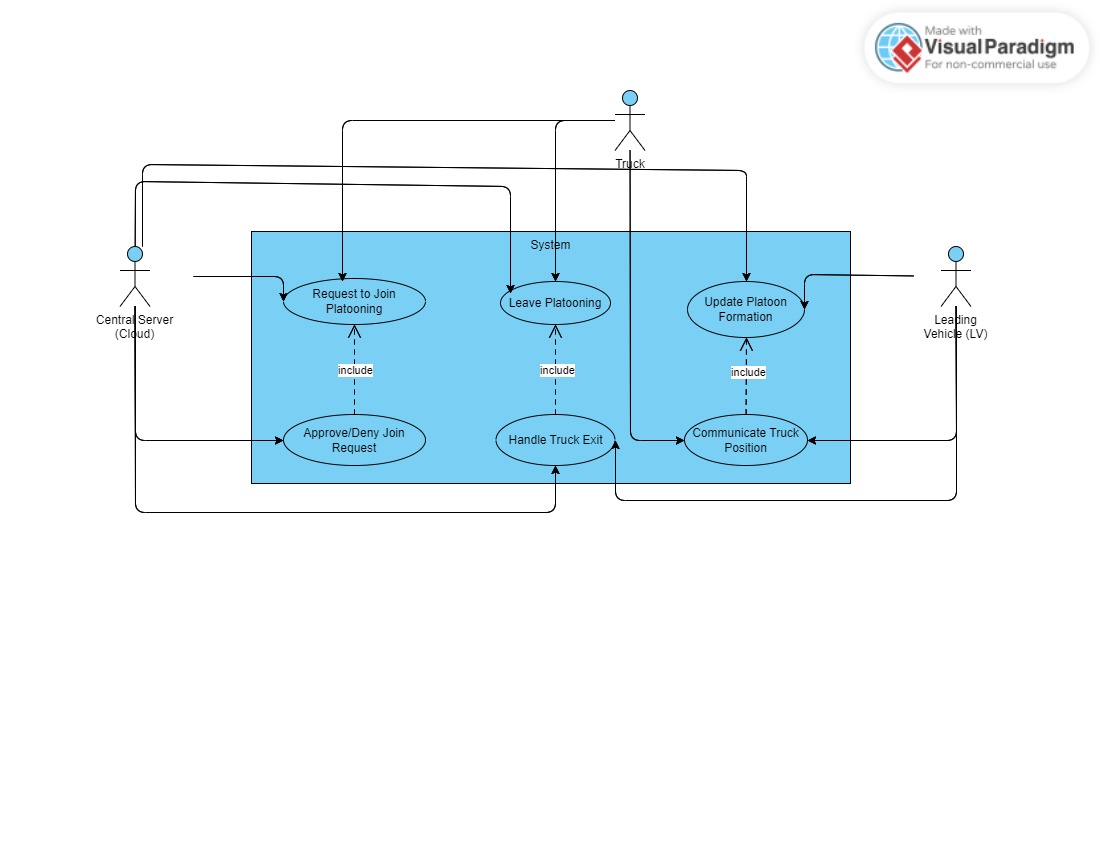 Made with
Visual Paradigm
For non-commercial use
Truck
System
Central Server
(Cloud)
Request to Join
Platooning
Leave Platooning
Update Platoon
Formation
Leading
Vehicle (LV)
include
include
include
Approve/Deny Join
Request
Handle Truck Exit
Communicate Truck
Position